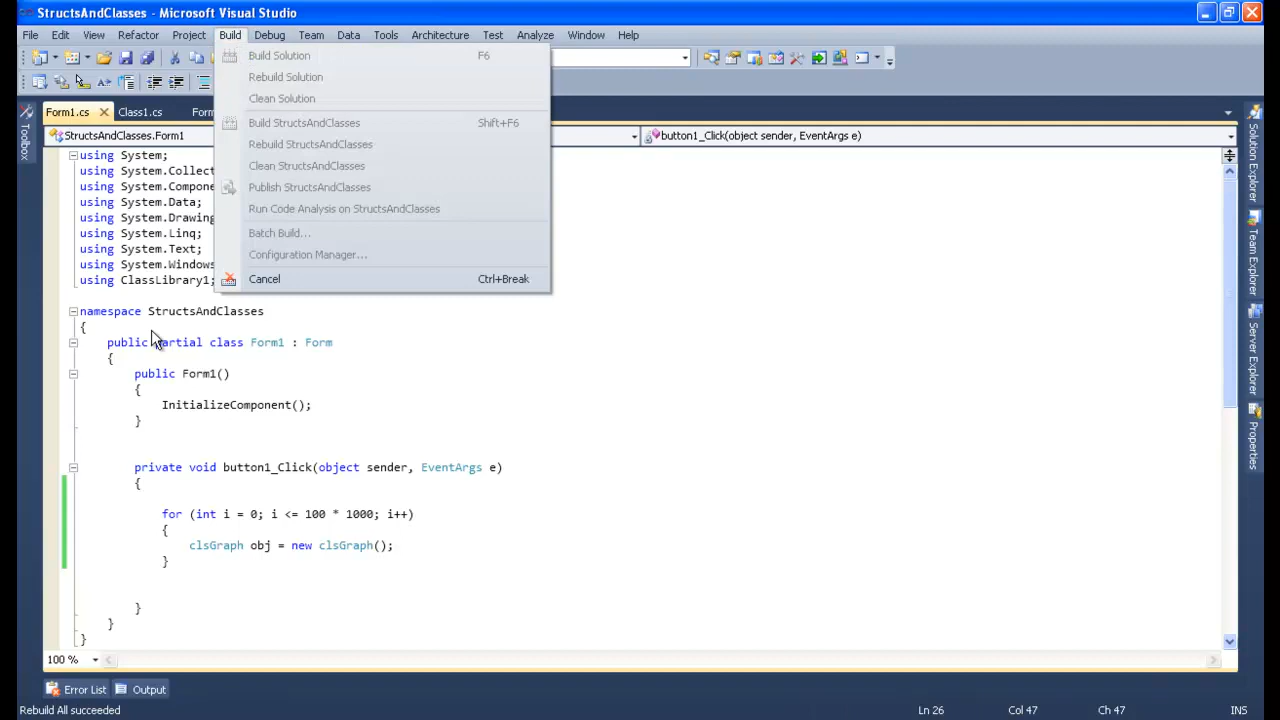 StructsAndClasses - Microsoft Visual Studio
File Edit View Refactor Project Build Debug Team Data Tools Architecture Test Analyze Window Help
Build Solution F6
Rebuild Solution
Clean Solution
Build StructsAndClasses Shift+F6
Rebuild StructsAndClasses
Clean StructsAndClasses
Publish StructsAndClasses
Run Code Analysis on StructsAndClasses
Batch Build...
Configuration Manager...
Cancel Ctrl+Break
Form1.cs Class1.cs Form
StructsAndClasses.Form1 button1_Click(object sender, EventArgs e)
using System;
using System.Collect
using System.Compone
using System.Data;
using System.Drawing
using System.Linq;
using System.Text;
using System.Windows
using ClassLibrary1;
namespace StructsAndClasses
{
public partial class Form1 : Form
{
public Form1()
{
InitializeComponent();
}
private void button1_Click(object sender, EventArgs e)
{
for (int i = 0; i <= 100 * 1000; i++)
{
clsGraph obj = new clsGraph();
}
}
}
}
100 %
Toolbox
Solution Explorer
Team Explorer
Server Explorer
Properties
Error List Output
Rebuild All succeeded Ln 26 Col 47 Ch 47 INS